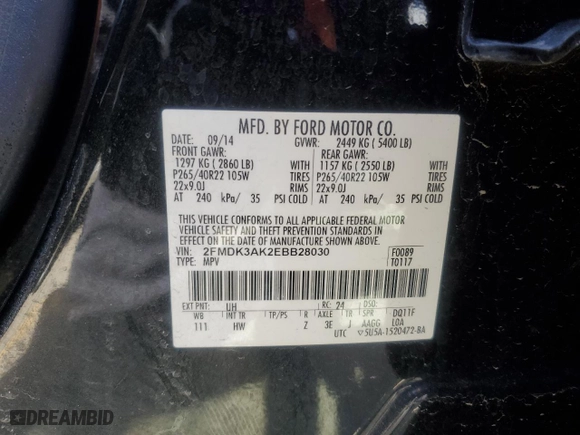 MFD. BY FORD MOTOR CO.
DATE: 09/14 GVWR: 2449 KG ( 5400 LB)
FRONT GAWR: REAR GAWR:
1297 KG ( 2860 LB) WITH 1157 KG ( 2550 LB) WITH
P265/40R22 105W TIRES P265/40R22 105W TIRES
22x9.0J RIMS 22x9.0J RIMS
AT 240 kPa/ 35 PSI COLD AT 240 kPa/ 35 PSI COLD
THIS VEHICLE CONFORMS TO ALL APPLICABLE FEDERAL MOTOR
VEHICLE SAFETY AND THEFT PREVENTION STANDARDS IN
EFFECT ON THE DATE OF MANUFACTURE SHOWN ABOVE.
VIN: 2FMDK3AK2EBB28030 F0089
TYPE: MPV T0117
EXT PNT: UH RC: 24 DSO:
WB INT TR TP/PS R AXLE TR SPR DQ11F
111 HW Z 3E J AAGG LOA
UTC 5U5A-1520472-BA
DREAMBID